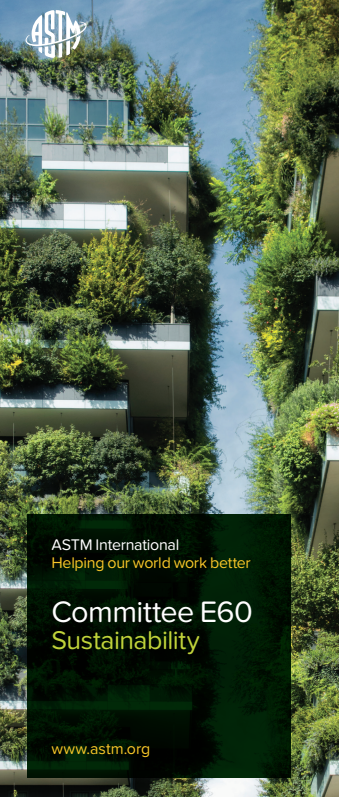 ASTM
ASTM International
Helping our world work better
Committee E60
Sustainability
www.astm.org